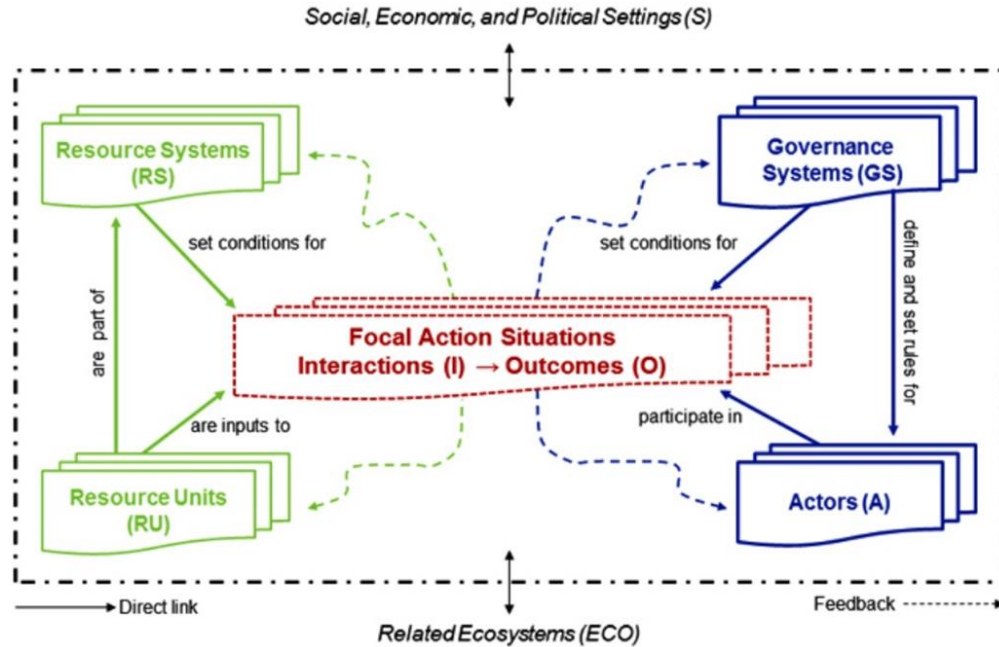 Social, Economic, and Political Settings (S)
Resource Systems
(RS)
Governance
Systems (GS)
set conditions for
set conditions for
are part of
define and set rules for
Focal Action Situations
Interactions (I) → Outcomes (O)
are inputs to
participate in
Resource Units
(RU)
Actors (A)
Direct link
Feedback
Related Ecosystems (ECO)